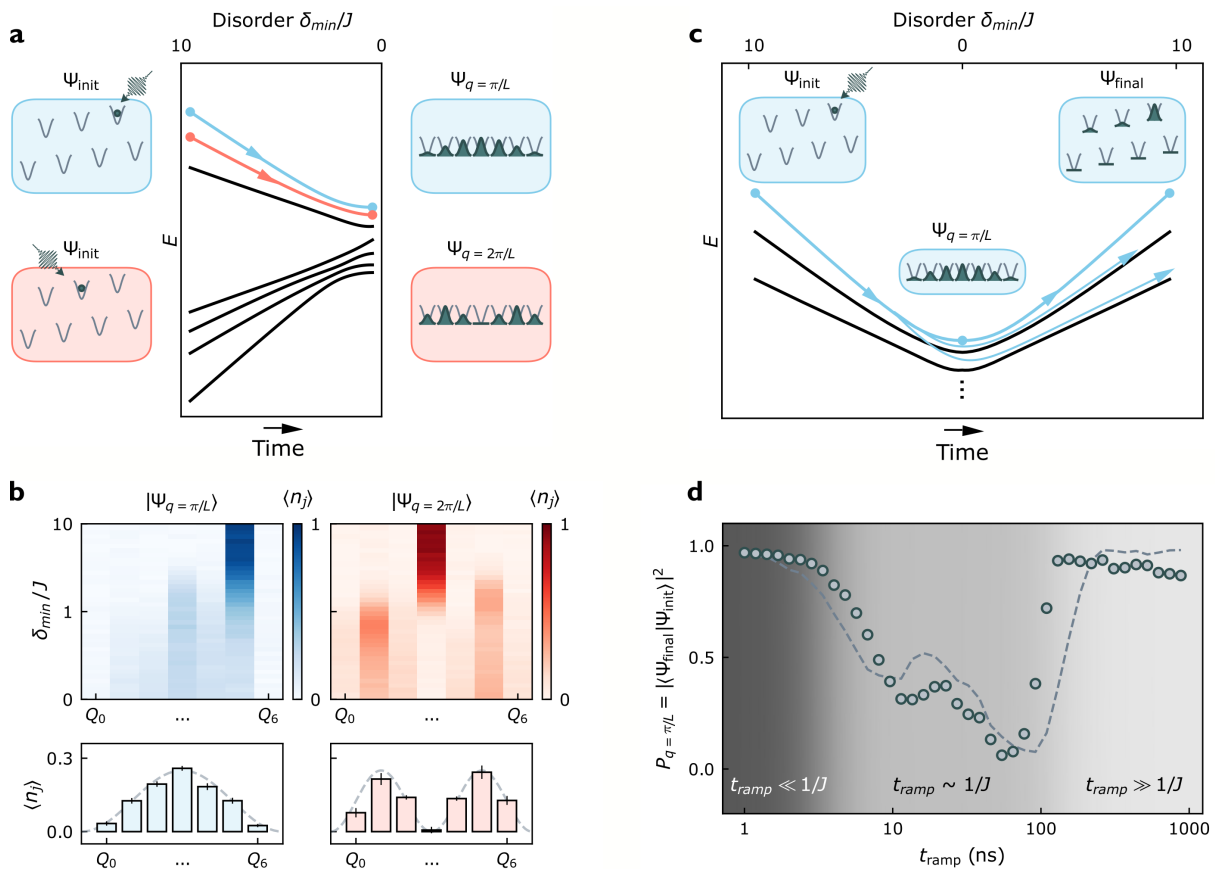 a
Disorder δ_min/J
10 0
Ψ_init
Ψ_q = π/L
E
Ψ_init
Ψ_q = 2π/L
Time
c
Disorder δ_min/J
10 0 10
Ψ_init
Ψ_final
E
Ψ_q = π/L
Time
b
|Ψ_q = π/L⟩
⟨n_j⟩
|Ψ_q = 2π/L⟩
⟨n_j⟩
δ_min / J
10
1
0
1
0
1
0
Q_0 ... Q_6
Q_0 ... Q_6
⟨n_j⟩
0.3
0.0
Q_0 ... Q_6
Q_0 ... Q_6
d
P_q = π/L = |⟨Ψ_final|Ψ_init⟩|²
1.0
0.5
0.0
t_ramp ≪ 1/J
t_ramp ~ 1/J
t_ramp ≫ 1/J
1 10 100 1000
t_ramp (ns)